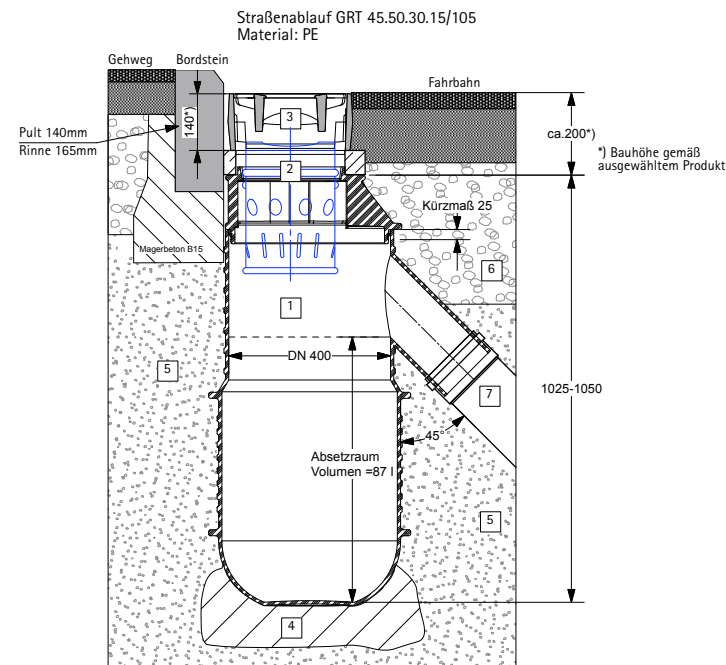 Straßenablauf GRT 45.50.30.15/105
Material: PE
Gehweg
Bordstein
Fahrbahn
Pult 140mm
Rinne 165mm
140*)
3
ca.200*)
*) Bauhöhe gemäß
ausgewähltem Produkt
2
Kürzmaß 25
Magerbeton B15
6
1
DN 400
5
7
1025-1050
45°
Absetzraum
Volumen =87 l
5
4